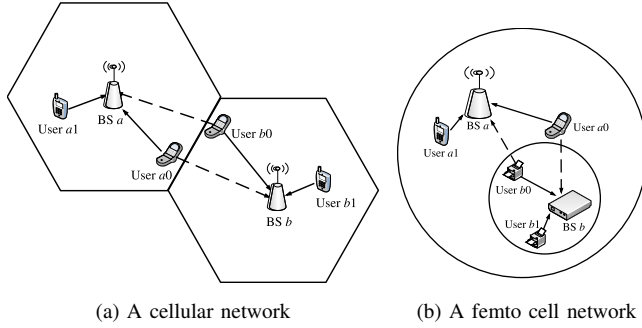 User a1
BS a
User b0
User a0
User b1
BS b
(a) A cellular network
BS a
User a0
User a1
User b0
User b1
BS b
(b) A femto cell network